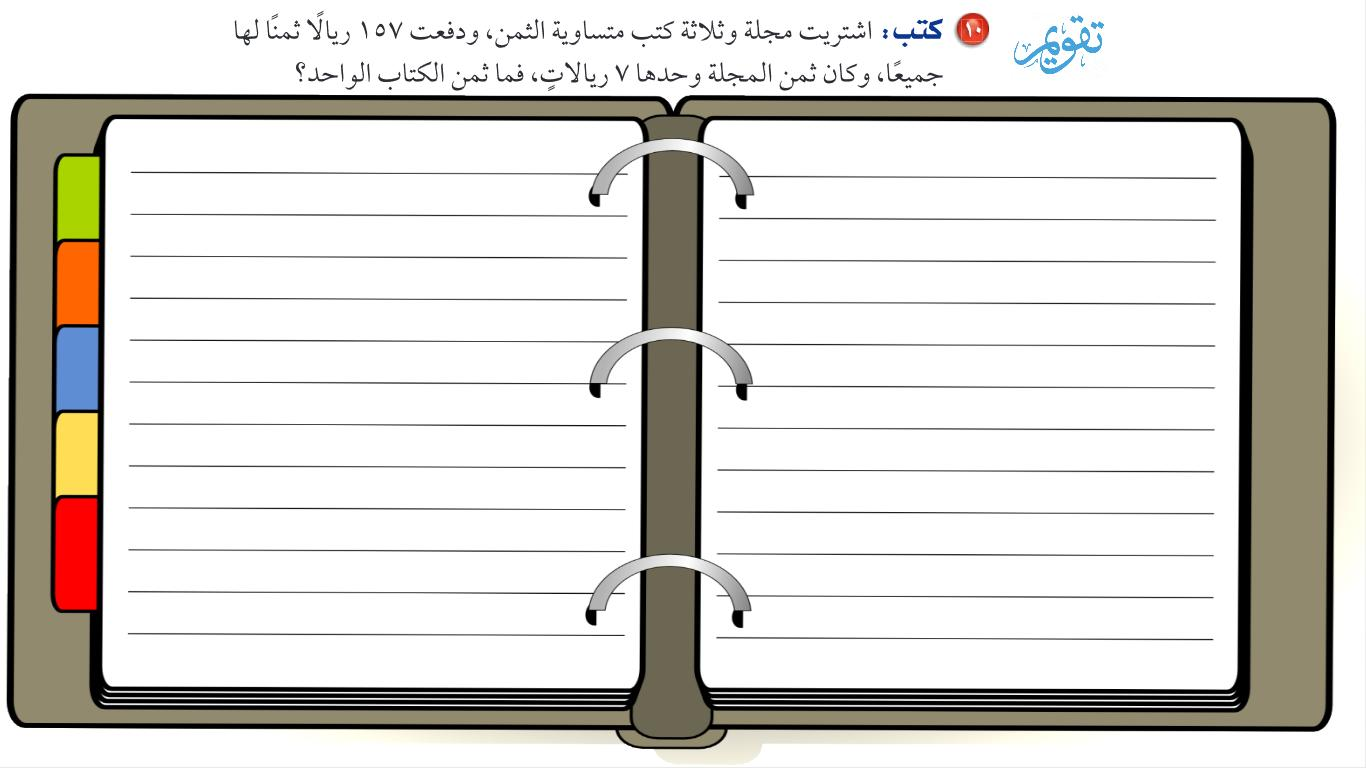 تقويم
١٠ كتب: اشتريت مجلة وثلاثة كتب متساوية الثمن، ودفعت ١٥٧ ريالًا ثمنًا لها
جميعًا، وكان ثمن المجلة وحدها ٧ ريالاتٍ، فما ثمن الكتاب الواحد؟